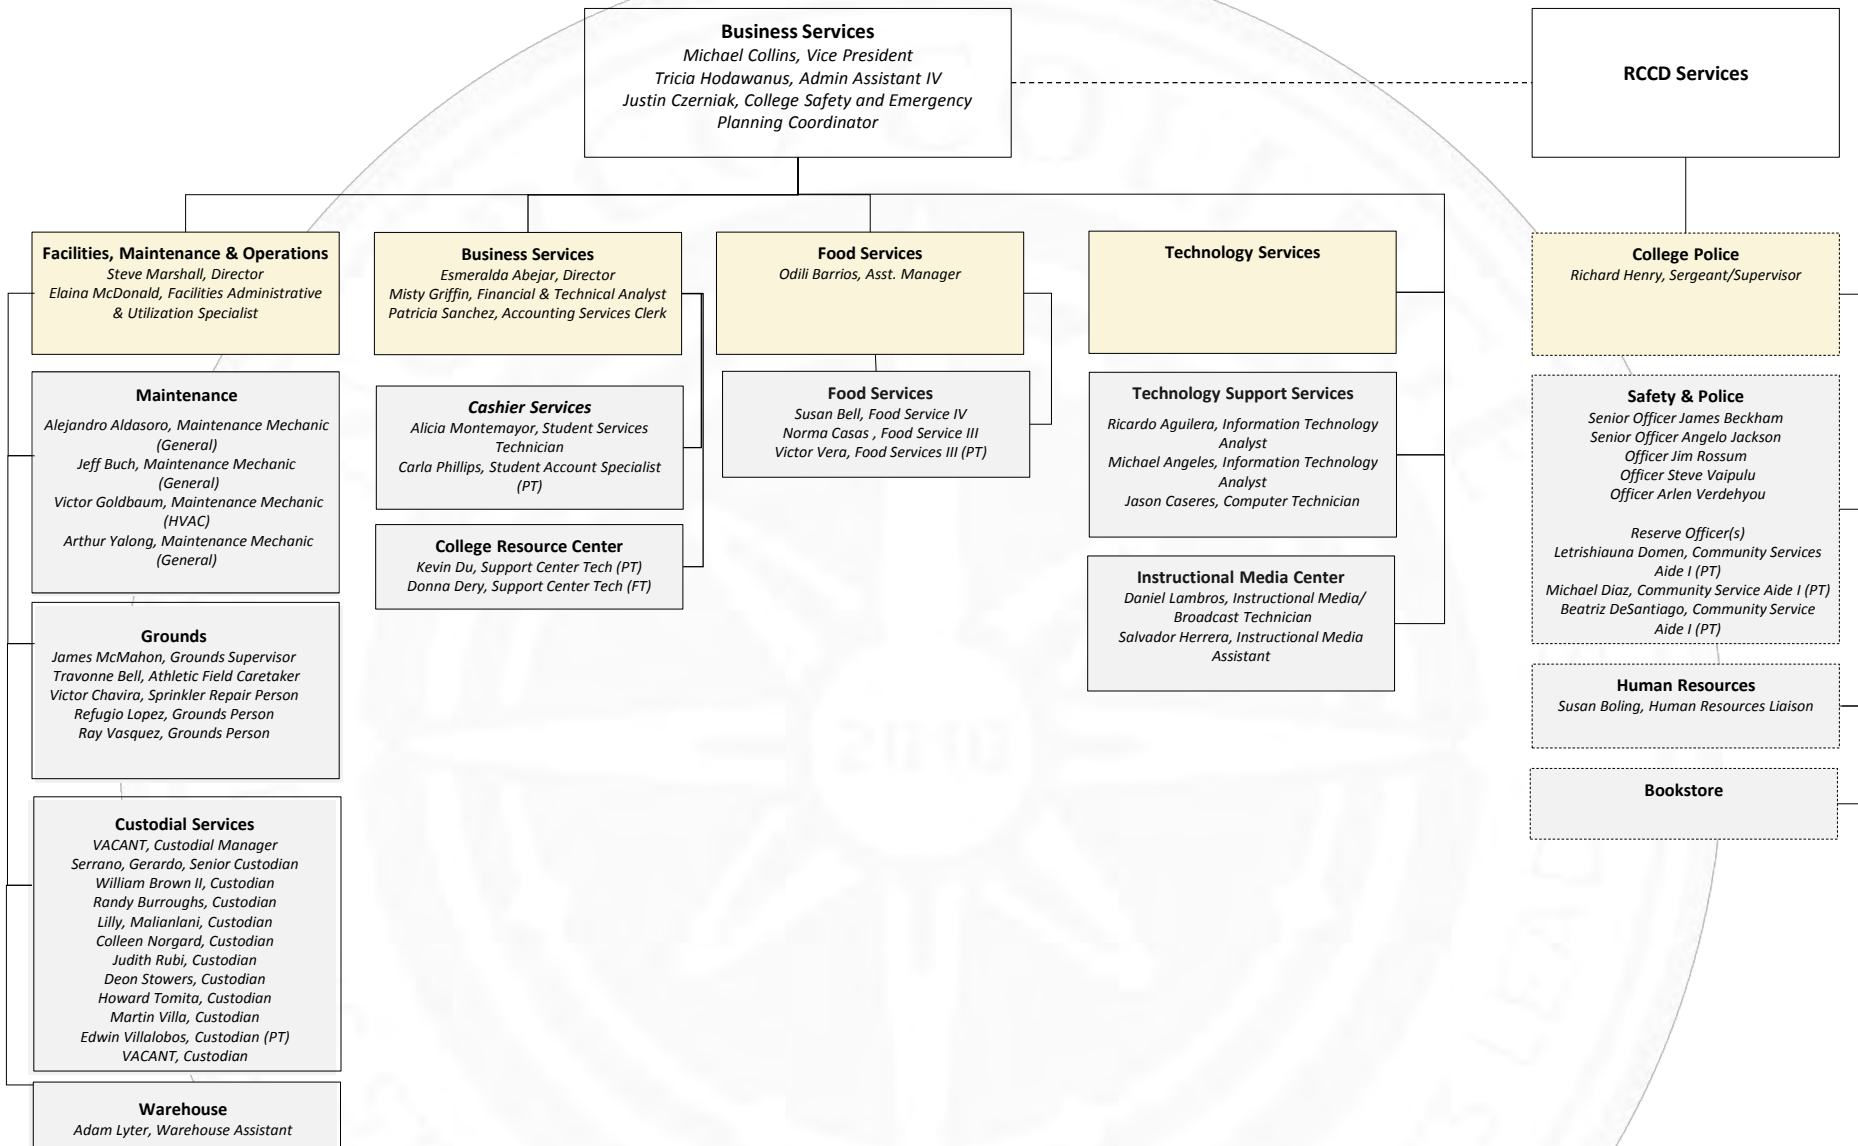 Business Services
Michael Collins, Vice President
Tricia Hodawanus, Admin Assistant IV
Justin Czerniak, College Safety and Emergency
Planning Coordinator
RCCD Services
Facilities, Maintenance & Operations
Steve Marshall, Director
Elaina McDonald, Facilities Administrative
& Utilization Specialist
Business Services
Esmeralda Abejar, Director
Misty Griffin, Financial & Technical Analyst
Patricia Sanchez, Accounting Services Clerk
Food Services
Odili Barrios, Asst. Manager
Technology Services
College Police
Richard Henry, Sergeant/Supervisor
Maintenance
Alejandro Aldasoro, Maintenance Mechanic
(General)
Jeff Buch, Maintenance Mechanic
(General)
Victor Goldbaum, Maintenance Mechanic
(HVAC)
Arthur Yalong, Maintenance Mechanic
(General)
Cashier Services
Alicia Montemayor, Student Services
Technician
Carla Phillips, Student Account Specialist
(PT)
Food Services
Susan Bell, Food Service IV
Norma Casas , Food Service III
Victor Vera, Food Services III (PT)
Technology Support Services
Ricardo Aguilera, Information Technology
Analyst
Michael Angeles, Information Technology
Analyst
Jason Caseres, Computer Technician
Safety & Police
Senior Officer James Beckham
Senior Officer Angelo Jackson
Officer Jim Rossum
Officer Steve Vaipulu
Officer Arlen Verdehyou
Reserve Officer(s)
Letrishiauna Domen, Community Services
Aide I (PT)
Michael Diaz, Community Service Aide I (PT)
Beatriz DeSantiago, Community Service
Aide I (PT)
College Resource Center
Kevin Du, Support Center Tech (PT)
Donna Dery, Support Center Tech (FT)
Instructional Media Center
Daniel Lambros, Instructional Media/
Broadcast Technician
Salvador Herrera, Instructional Media
Assistant
Grounds
James McMahon, Grounds Supervisor
Travonne Bell, Athletic Field Caretaker
Victor Chavira, Sprinkler Repair Person
Refugio Lopez, Grounds Person
Ray Vasquez, Grounds Person
Human Resources
Susan Boling, Human Resources Liaison
Bookstore
Custodial Services
VACANT, Custodial Manager
Serrano, Gerardo, Senior Custodian
William Brown II, Custodian
Randy Burroughs, Custodian
Lilly, Malianlani, Custodian
Colleen Norgard, Custodian
Judith Rubi, Custodian
Deon Stowers, Custodian
Howard Tomita, Custodian
Martin Villa, Custodian
Edwin Villalobos, Custodian (PT)
VACANT, Custodian
Warehouse
Adam Lyter, Warehouse Assistant